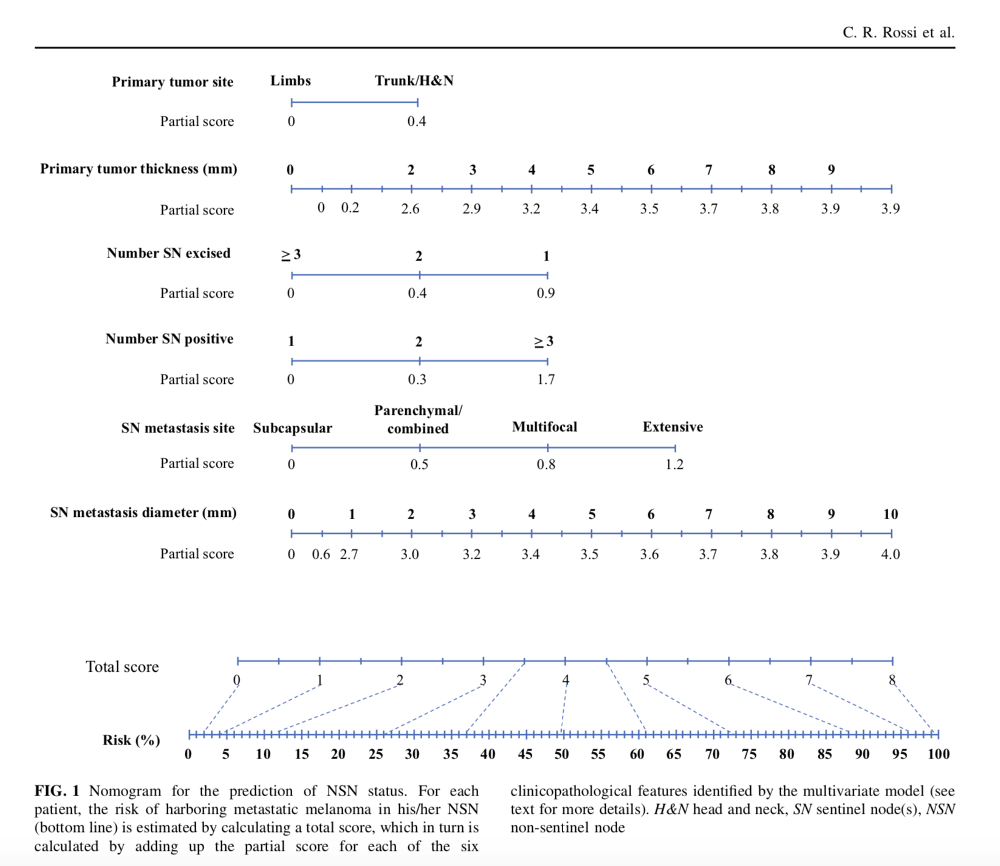 C. R. Rossi et al.
Primary tumor site Limbs Trunk/H&N
Partial score 0 0.4
Primary tumor thickness (mm) 0 2 3 4 5 6 7 8 9
Partial score 0 0.2 2.6 2.9 3.2 3.4 3.5 3.7 3.8 3.9 3.9
Number SN excised ≥ 3 2 1
Partial score 0 0.4 0.9
Number SN positive 1 2 ≥ 3
Partial score 0 0.3 1.7
Parenchymal/
SN metastasis site Subcapsular combined Multifocal Extensive
Partial score 0 0.5 0.8 1.2
SN metastasis diameter (mm) 0 1 2 3 4 5 6 7 8 9 10
Partial score 0 0.6 2.7 3.0 3.2 3.4 3.5 3.6 3.7 3.8 3.9 4.0
Total score
0 1 2 3 4 5 6 7 8
Risk (%)
0 5 10 15 20 25 30 35 40 45 50 55 60 65 70 75 80 85 90 95 100
FIG. 1 Nomogram for the prediction of NSN status. For each
patient, the risk of harboring metastatic melanoma in his/her NSN
(bottom line) is estimated by calculating a total score, which in turn is
calculated by adding up the partial score for each of the six
clinicopathological features identified by the multivariate model (see
text for more details). H&N head and neck, SN sentinel node(s), NSN
non-sentinel node